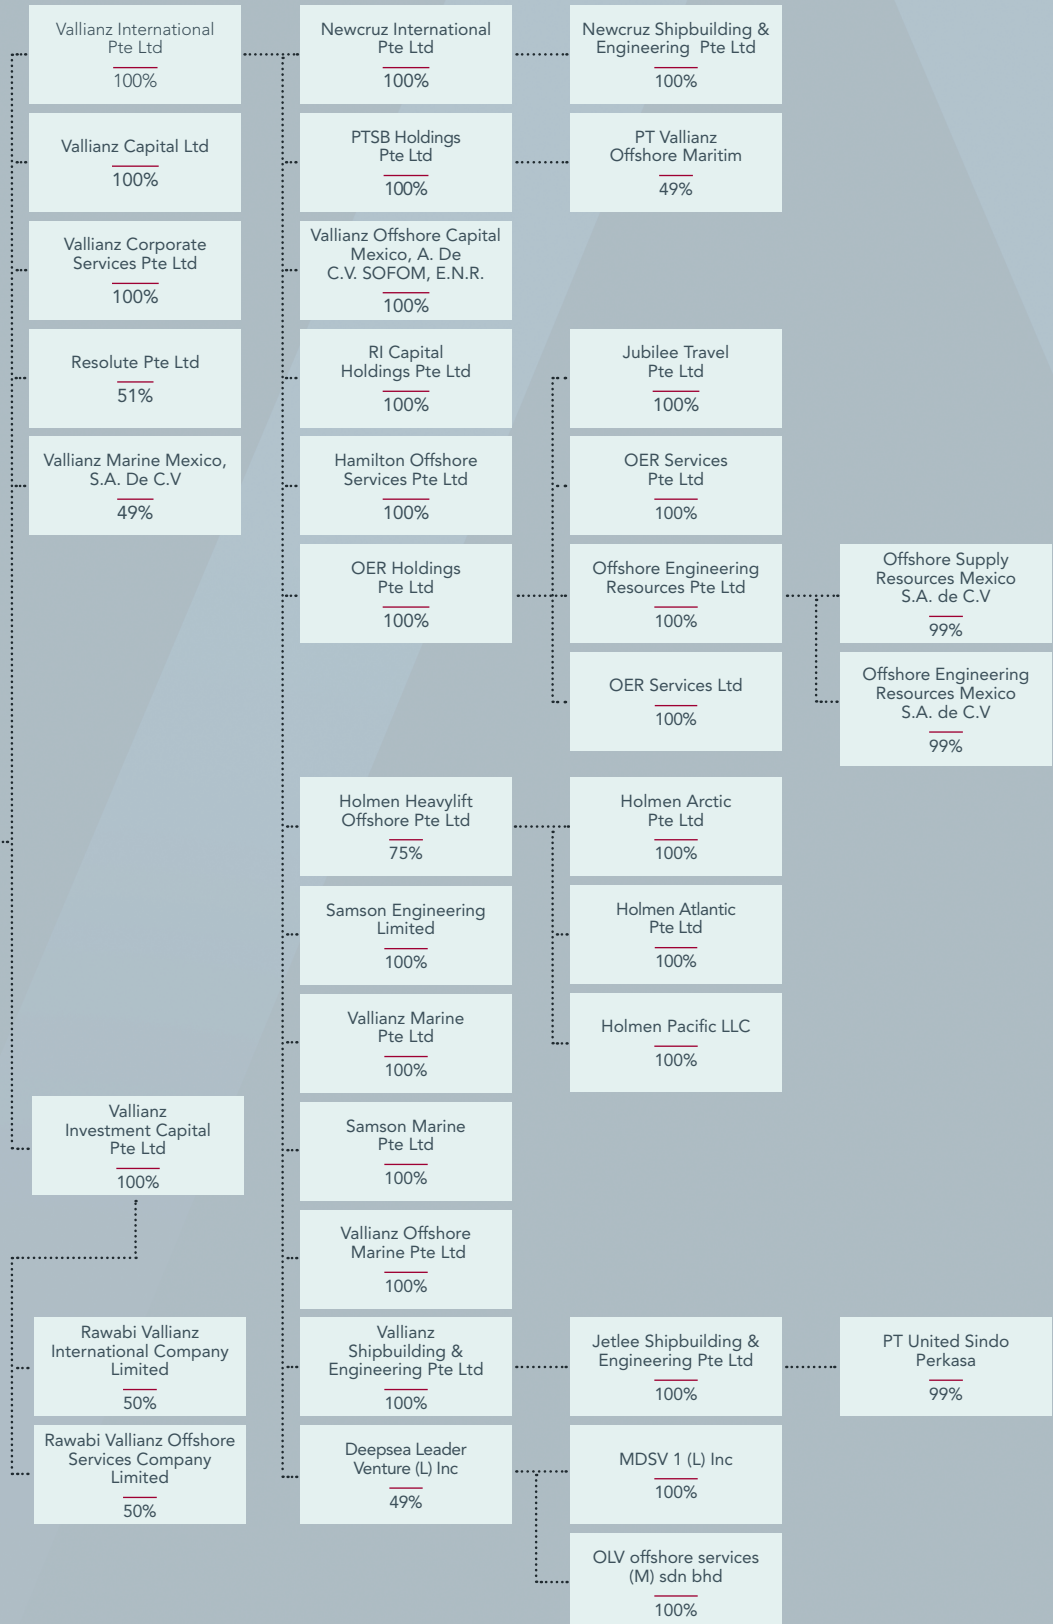 Vallianz International
Pte Ltd
100%
Vallianz Capital Ltd
100%
Vallianz Corporate
Services Pte Ltd
100%
Resolute Pte Ltd
51%
Vallianz Marine Mexico,
S.A. De C.V
49%
Vallianz
Investment Capital
Pte Ltd
100%
Rawabi Vallianz
International Company
Limited
50%
Rawabi Vallianz Offshore
Services Company
Limited
50%
Newcruz International
Pte Ltd
100%
PTSB Holdings
Pte Ltd
100%
Vallianz Offshore Capital
Mexico, A. De
C.V. SOFOM, E.N.R.
100%
RI Capital
Holdings Pte Ltd
100%
Hamilton Offshore
Services Pte Ltd
100%
OER Holdings
Pte Ltd
100%
Holmen Heavylift
Offshore Pte Ltd
75%
Samson Engineering
Limited
100%
Vallianz Marine
Pte Ltd
100%
Samson Marine
Pte Ltd
100%
Vallianz Offshore
Marine Pte Ltd
100%
Vallianz
Shipbuilding &
Engineering Pte Ltd
100%
Deepsea Leader
Venture (L) Inc
49%
Newcruz Shipbuilding &
Engineering Pte Ltd
100%
PT Vallianz
Offshore Maritim
49%
Jubilee Travel
Pte Ltd
100%
OER Services
Pte Ltd
100%
Offshore Engineering
Resources Pte Ltd
100%
OER Services Ltd
100%
Holmen Arctic
Pte Ltd
100%
Holmen Atlantic
Pte Ltd
100%
Holmen Pacific LLC
100%
Jetlee Shipbuilding &
Engineering Pte Ltd
100%
MDSV 1 (L) Inc
100%
OLV offshore services
(M) sdn bhd
100%
Offshore Supply
Resources Mexico
S.A. de C.V
99%
Offshore Engineering
Resources Mexico
S.A. de C.V
99%
PT United Sindo
Perkasa
99%